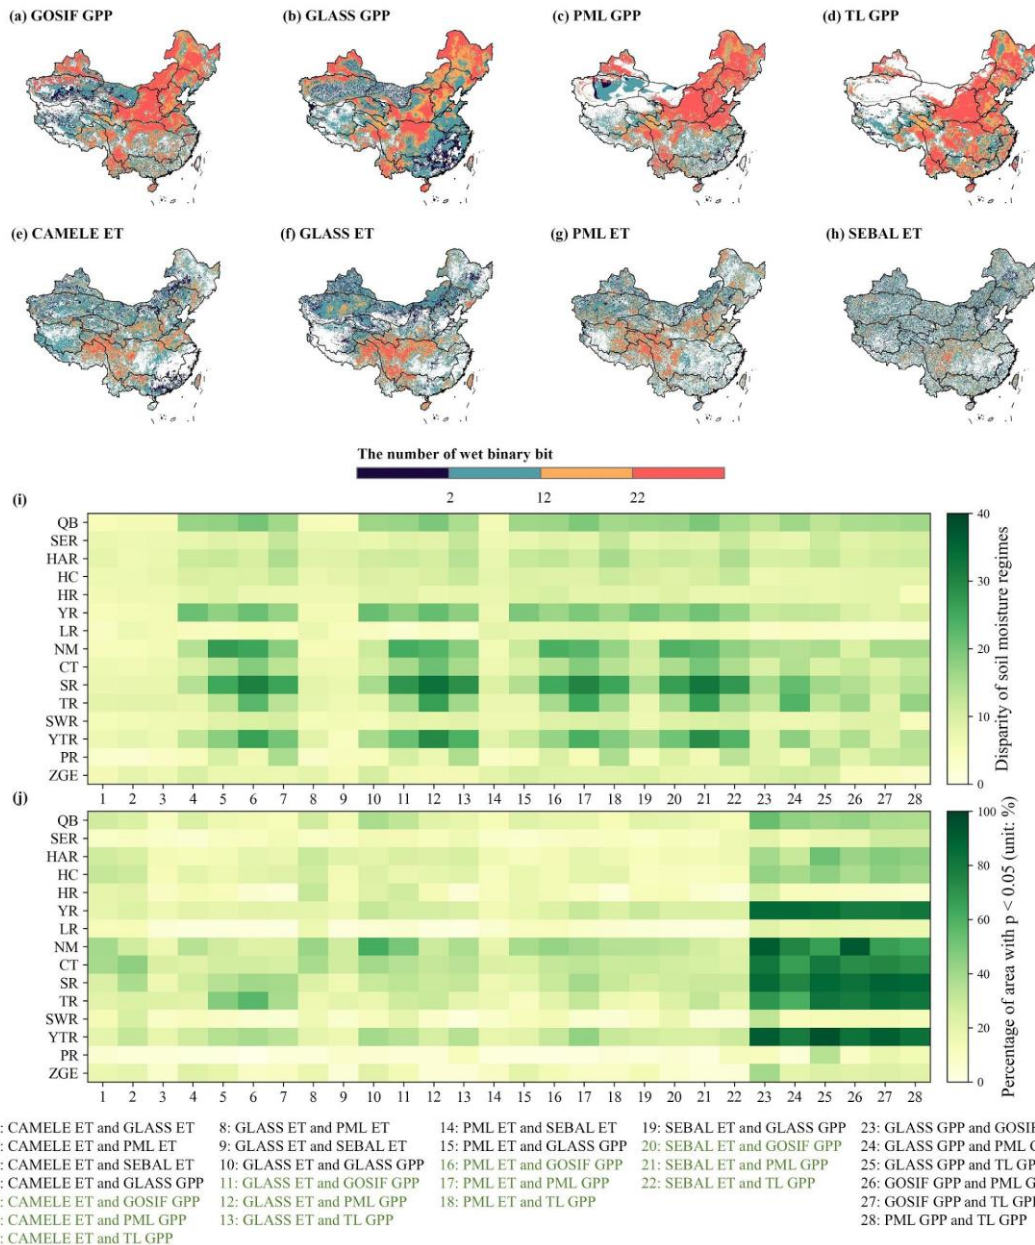 (a) GOSIF GPP
(b) GLASS GPP
(c) PML GPP
(d) TL GPP
(e) CAMELE ET
(f) GLASS ET
(g) PML ET
(h) SEBAL ET
The number of wet binary bit
2 12 22
(i)
QB
SER
HAR
HC
HR
YR
LR
NM
CT
SR
TR
SWR
YTR
PR
ZGE
1 2 3 4 5 6 7 8 9 10 11 12 13 14 15 16 17 18 19 20 21 22 23 24 25 26 27 28
40
30
20
10
0
Disparity of soil moisture regimes
(j)
QB
SER
HAR
HC
HR
YR
LR
NM
CT
SR
TR
SWR
YTR
PR
ZGE
1 2 3 4 5 6 7 8 9 10 11 12 13 14 15 16 17 18 19 20 21 22 23 24 25 26 27 28
100
80
60
40
20
0
Percentage of area with p < 0.05 (unit: %)
: CAMELE ET and GLASS ET
: CAMELE ET and PML ET
: CAMELE ET and SEBAL ET
: CAMELE ET and GLASS GPP
: CAMELE ET and GOSIF GPP
: CAMELE ET and PML GPP
: CAMELE ET and TL GPP
8: GLASS ET and PML ET
9: GLASS ET and SEBAL ET
10: GLASS ET and GLASS GPP
11: GLASS ET and GOSIF GPP
12: GLASS ET and PML GPP
13: GLASS ET and TL GPP
14: PML ET and SEBAL ET
15: PML ET and GLASS GPP
16: PML ET and GOSIF GPP
17: PML ET and PML GPP
18: PML ET and TL GPP
19: SEBAL ET and GLASS GPP
20: SEBAL ET and GOSIF GPP
21: SEBAL ET and PML GPP
22: SEBAL ET and TL GPP
23: GLASS GPP and GOSIF
24: GLASS GPP and PML G
25: GLASS GPP and TL GP
26: GOSIF GPP and PML G
27: GOSIF GPP and TL GP
28: PML GPP and TL GPP